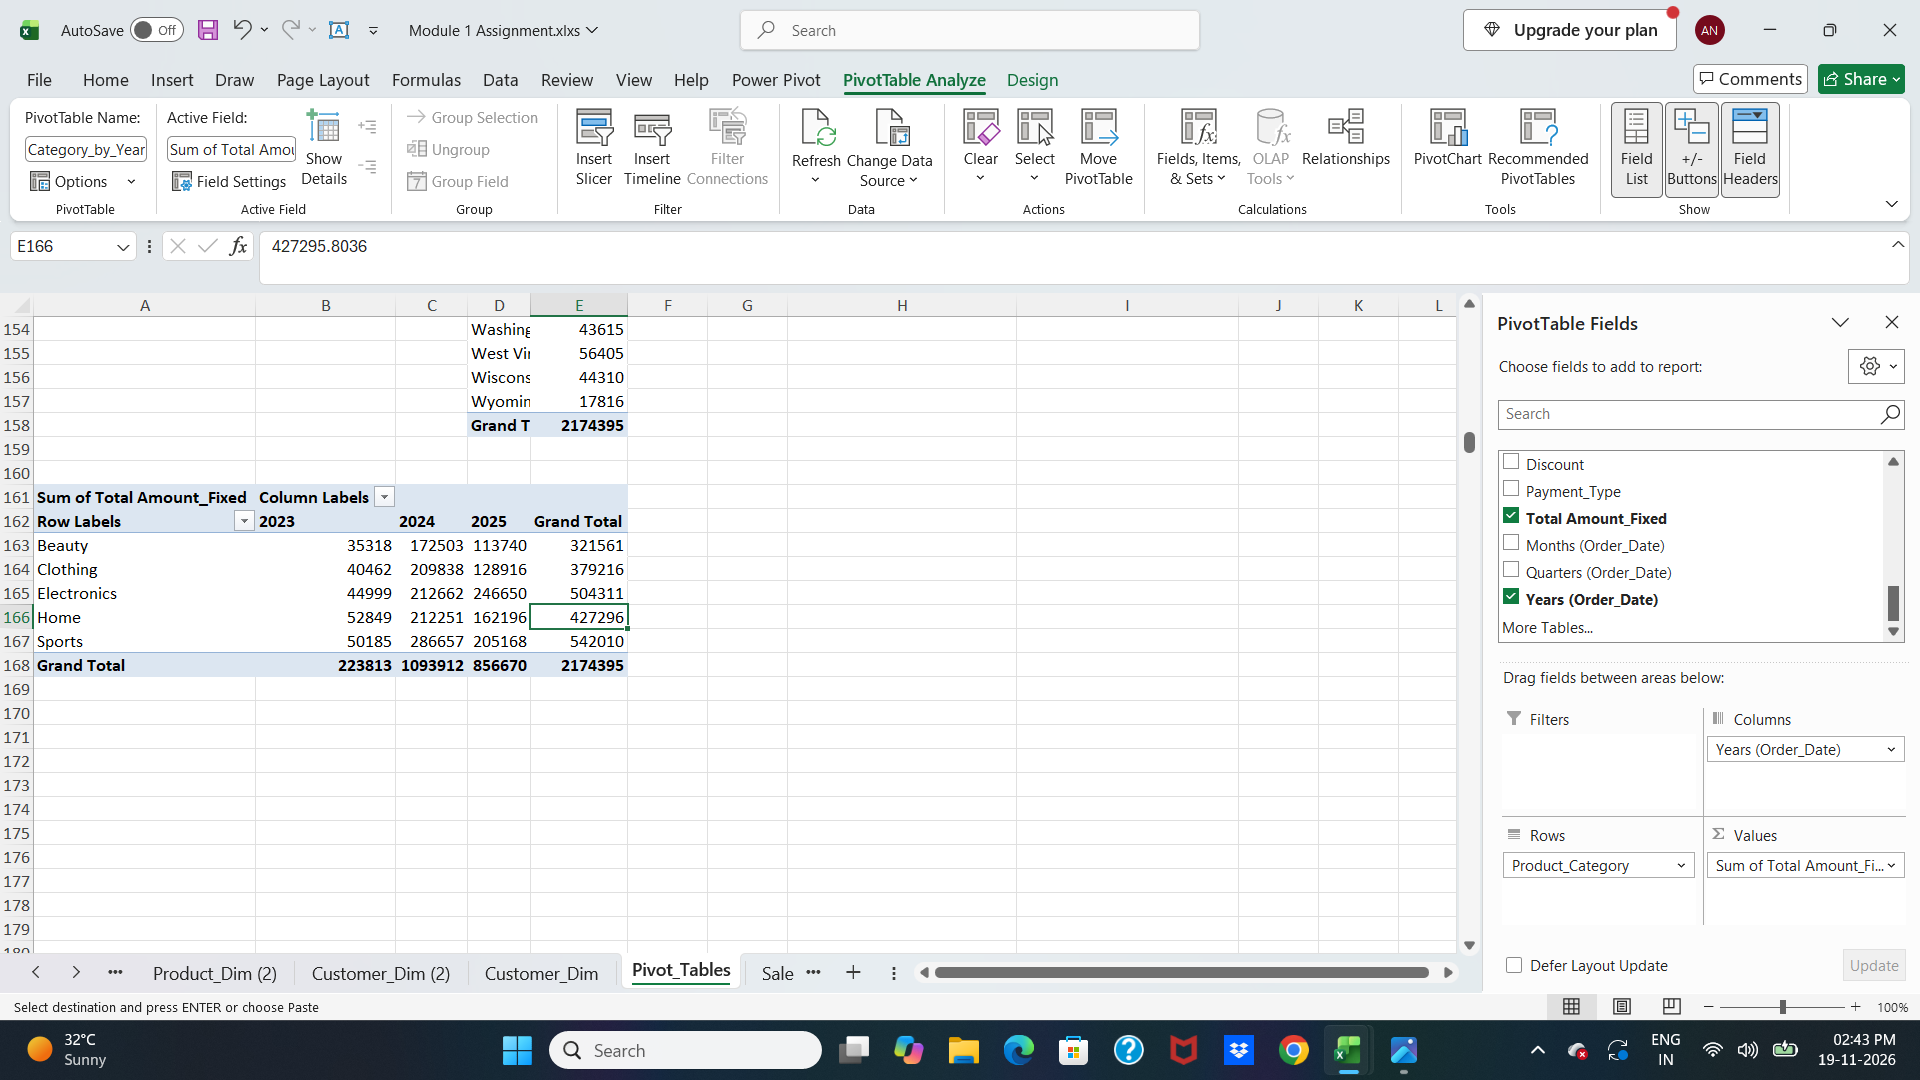 AutoSave Off Module 1 Assignment.xlxs Search Upgrade your plan AN
File Home Insert Draw Page Layout Formulas Data Review View Help Power Pivot PivotTable Analyze Design Comments Share
PivotTable Name:
Category_by_Year
Options
PivotTable
Active Field:
Sum of Total Amou
Field Settings
Show Details
Active Field
Group Selection
Ungroup
Group Field
Group
Insert Slicer
Insert Timeline
Filter Connections
Filter
Refresh
Change Data Source
Data
Clear
Select
Move PivotTable
Actions
Fields, Items, & Sets
OLAP Tools
Relationships
Calculations
PivotChart
Recommended PivotTables
Tools
Field List
+/- Buttons
Field Headers
Show
E166 fx 427295.8036
A B C D E F G H I J K L
154 Washing 43615
155 West Vir 56405
156 Wiscons 44310
157 Wyomin 17816
158 Grand T 2174395
159
160
161 Sum of Total Amount_Fixed Column Labels
162 Row Labels 2023 2024 2025 Grand Total
163 Beauty 35318 172503 113740 321561
164 Clothing 40462 209838 128916 379216
165 Electronics 44999 212662 246650 504311
166 Home 52849 212251 162196 427296
167 Sports 50185 286657 205168 542010
168 Grand Total 223813 1093912 856670 2174395
169
170
171
172
173
174
175
176
177
178
179
180
PivotTable Fields
Choose fields to add to report:
Search
Discount
Payment_Type
Total Amount_Fixed
Months (Order_Date)
Quarters (Order_Date)
Years (Order_Date)
More Tables...
Drag fields between areas below:
Filters
Columns
Years (Order_Date)
Rows
Product_Category
Values
Sum of Total Amount_Fi...
Defer Layout Update Update
Product_Dim (2) Customer_Dim (2) Customer_Dim Pivot_Tables Sale
Select destination and press ENTER or choose Paste 100%
32°C
Sunny
Search
ENG
IN
02:43 PM
19-11-2026